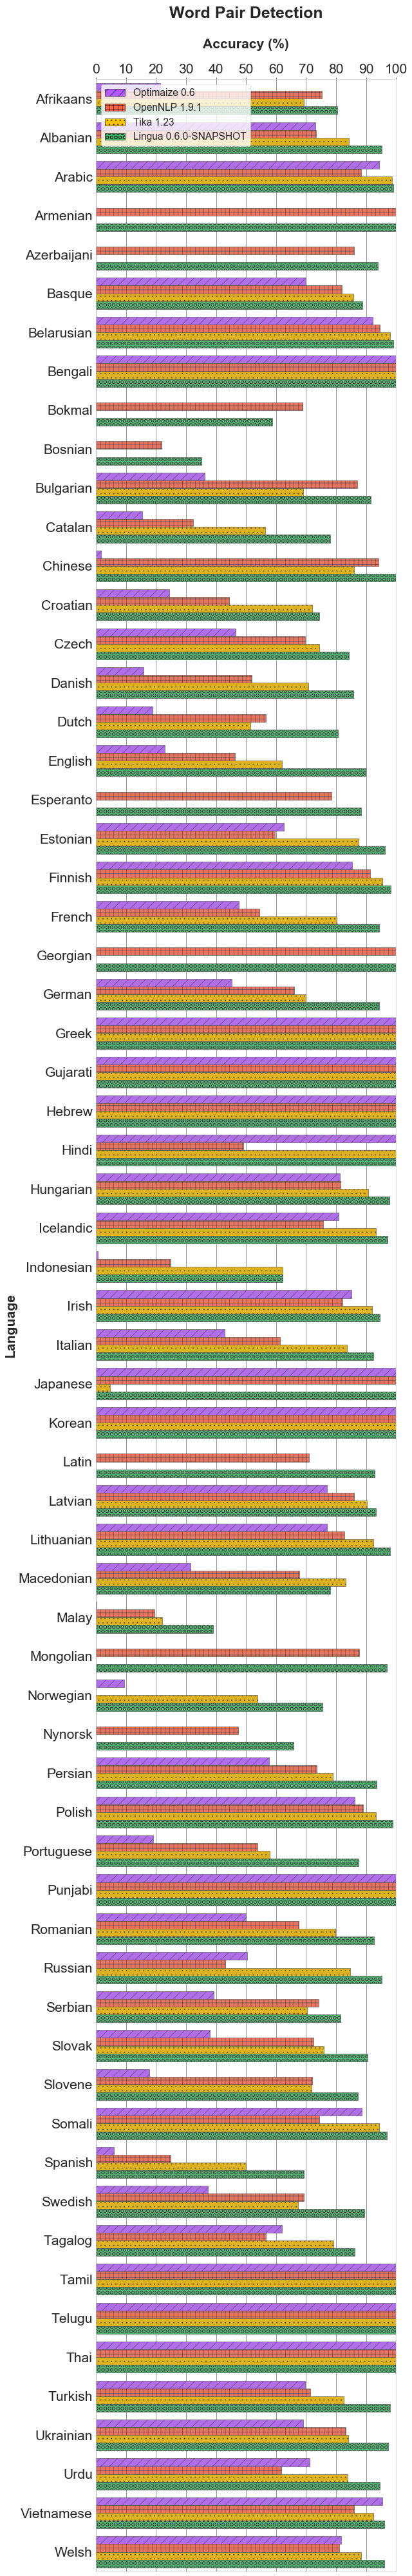 Word Pair Detection
Accuracy (%)
0 10 20 30 40 50 60 70 80 90 100
Optimaize 0.6
OpenNLP 1.9.1
Tika 1.23
Lingua 0.6.0-SNAPSHOT
Language
Afrikaans
Albanian
Arabic
Armenian
Azerbaijani
Basque
Belarusian
Bengali
Bokmal
Bosnian
Bulgarian
Catalan
Chinese
Croatian
Czech
Danish
Dutch
English
Esperanto
Estonian
Finnish
French
Georgian
German
Greek
Gujarati
Hebrew
Hindi
Hungarian
Icelandic
Indonesian
Irish
Italian
Japanese
Korean
Latin
Latvian
Lithuanian
Macedonian
Malay
Mongolian
Norwegian
Nynorsk
Persian
Polish
Portuguese
Punjabi
Romanian
Russian
Serbian
Slovak
Slovene
Somali
Spanish
Swedish
Tagalog
Tamil
Telugu
Thai
Turkish
Ukrainian
Urdu
Vietnamese
Welsh